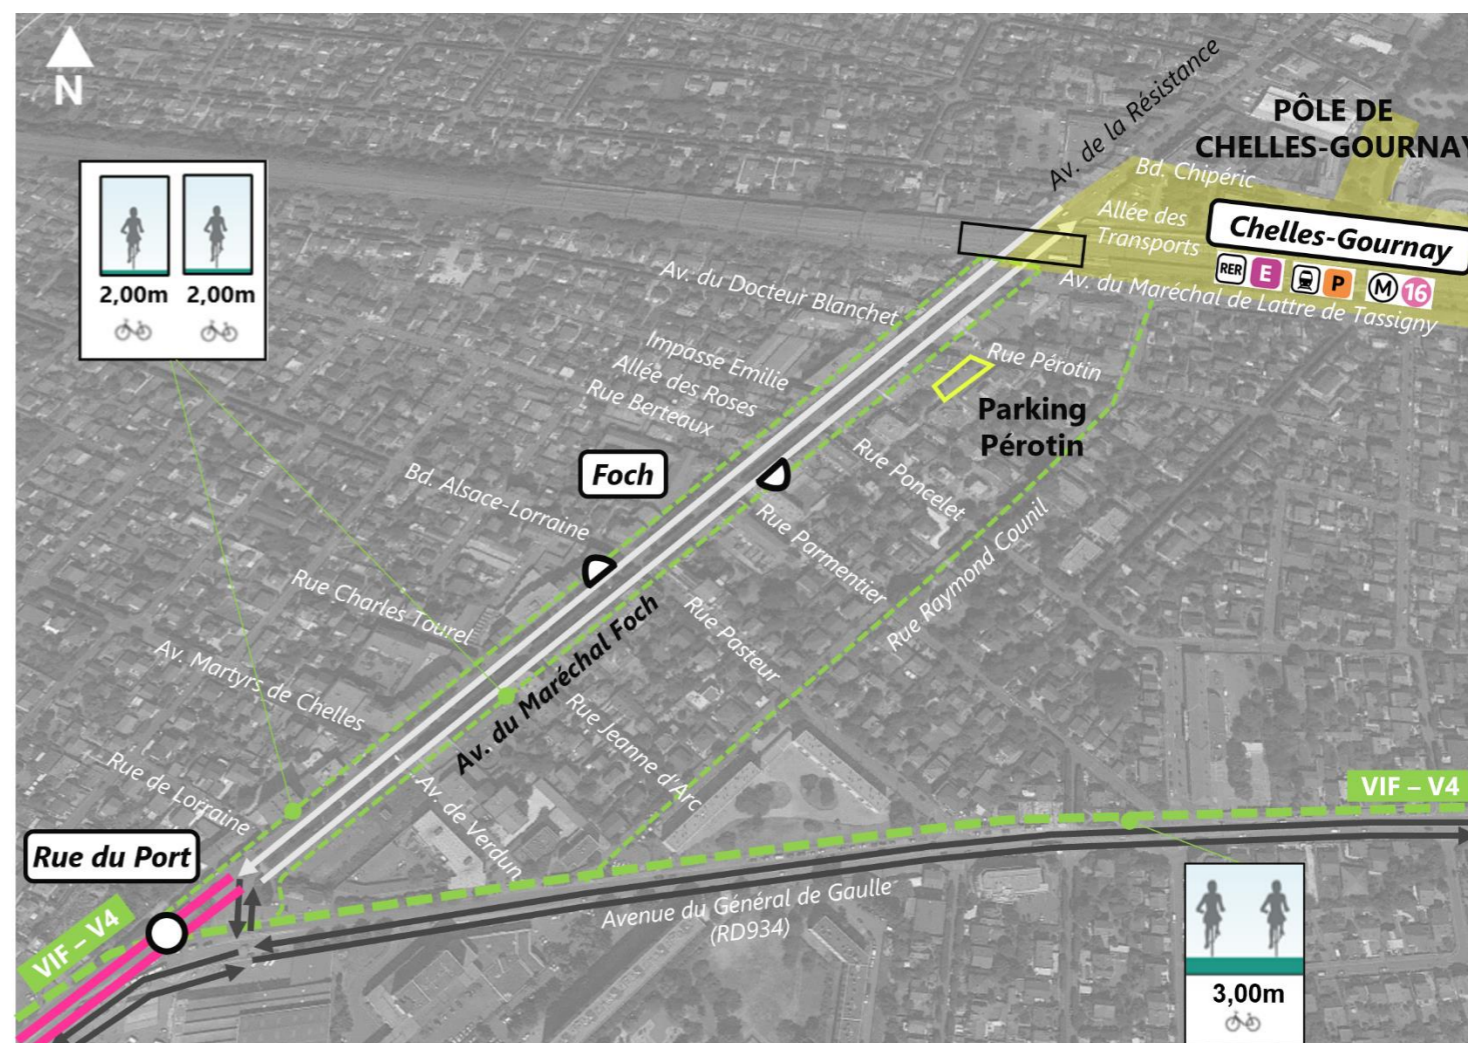 N
Av. de la Résistance
PÔLE DE
CHELLES-GOURNAY
Bd. Chipéric
Allée des
Transports
Chelles-Gournay
RER E P M 16
Av. du Maréchal de Lattre de Tassigny
2,00m 2,00m
Av. du Docteur Blanchet
Impasse Emilie
Allée des Roses
Rue Berteaux
Rue Pérotin
Parking
Pérotin
Foch
Bd. Alsace-Lorraine
Rue Poncelet
Rue Parmentier
Rue Raymond Counil
Rue Charles Tourel
Rue Pasteur
Av. du Maréchal Foch
Av. Martyrs de Chelles
Rue Jeanne d'Arc
Rue de Lorraine
Av. de Verdun
VIF – V4
Rue du Port
VIF – V4
Avenue du Général de Gaulle
(RD934)
3,00m